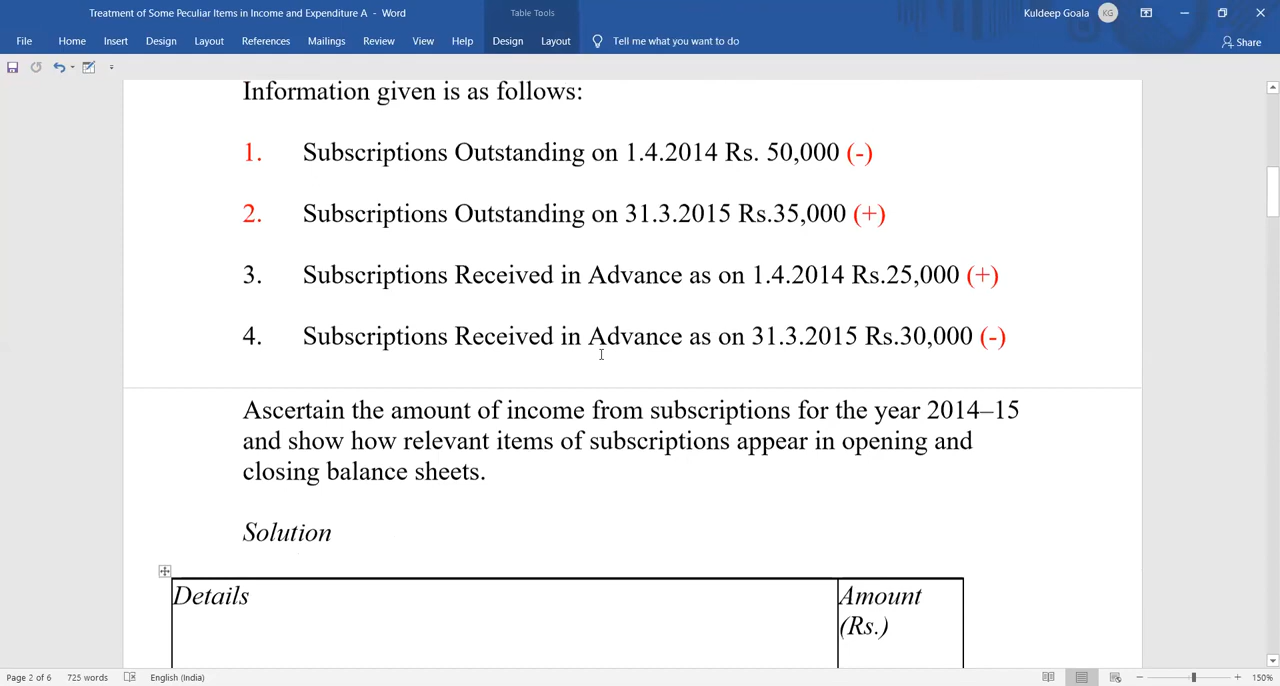 Treatment of Some Peculiar Items in Income and Expenditure A - Word
Table Tools
Kuldeep Goala
KG
File Home Insert Design Layout References Mailings Review View Help Design Layout Tell me what you want to do
Share
Information given is as follows:
1. Subscriptions Outstanding on 1.4.2014 Rs. 50,000 (-)
2. Subscriptions Outstanding on 31.3.2015 Rs.35,000 (+)
3. Subscriptions Received in Advance as on 1.4.2014 Rs.25,000 (+)
4. Subscriptions Received in Advance as on 31.3.2015 Rs.30,000 (-)
Ascertain the amount of income from subscriptions for the year 2014–15
and show how relevant items of subscriptions appear in opening and
closing balance sheets.
Solution
Details
Amount
(Rs.)
Page 2 of 6 725 words English (India) 150%